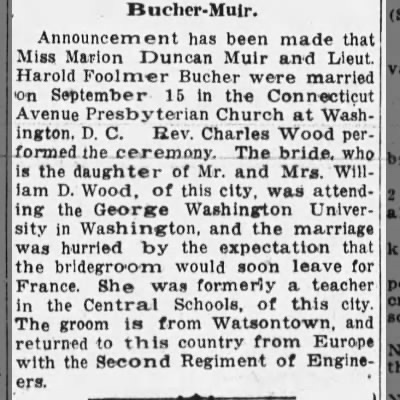 Bucher-Muir.
Announcement has been made that
Miss Marion Duncan Muir and Lieut.
Harold Foolmer Bucher were married
on September 15 in the Connecticut
Avenue Presbyterian Church at Wash-
ington, D. C. Rev. Charles Wood per-
formed the ceremony. The bride, who
is the daughter of Mr. and Mrs. Will-
iam D. Wood, of this city, was attend-
ing the George Washington Univer-
sity in Washington, and the marriage
was hurried by the expectation that
the bridegroom would soon leave for
France. She was formerly a teacher
in the Central Schools, of this city.
The groom is from Watsontown, and
returned to this country from Europe
with the Second Regiment of Engine-
ers.